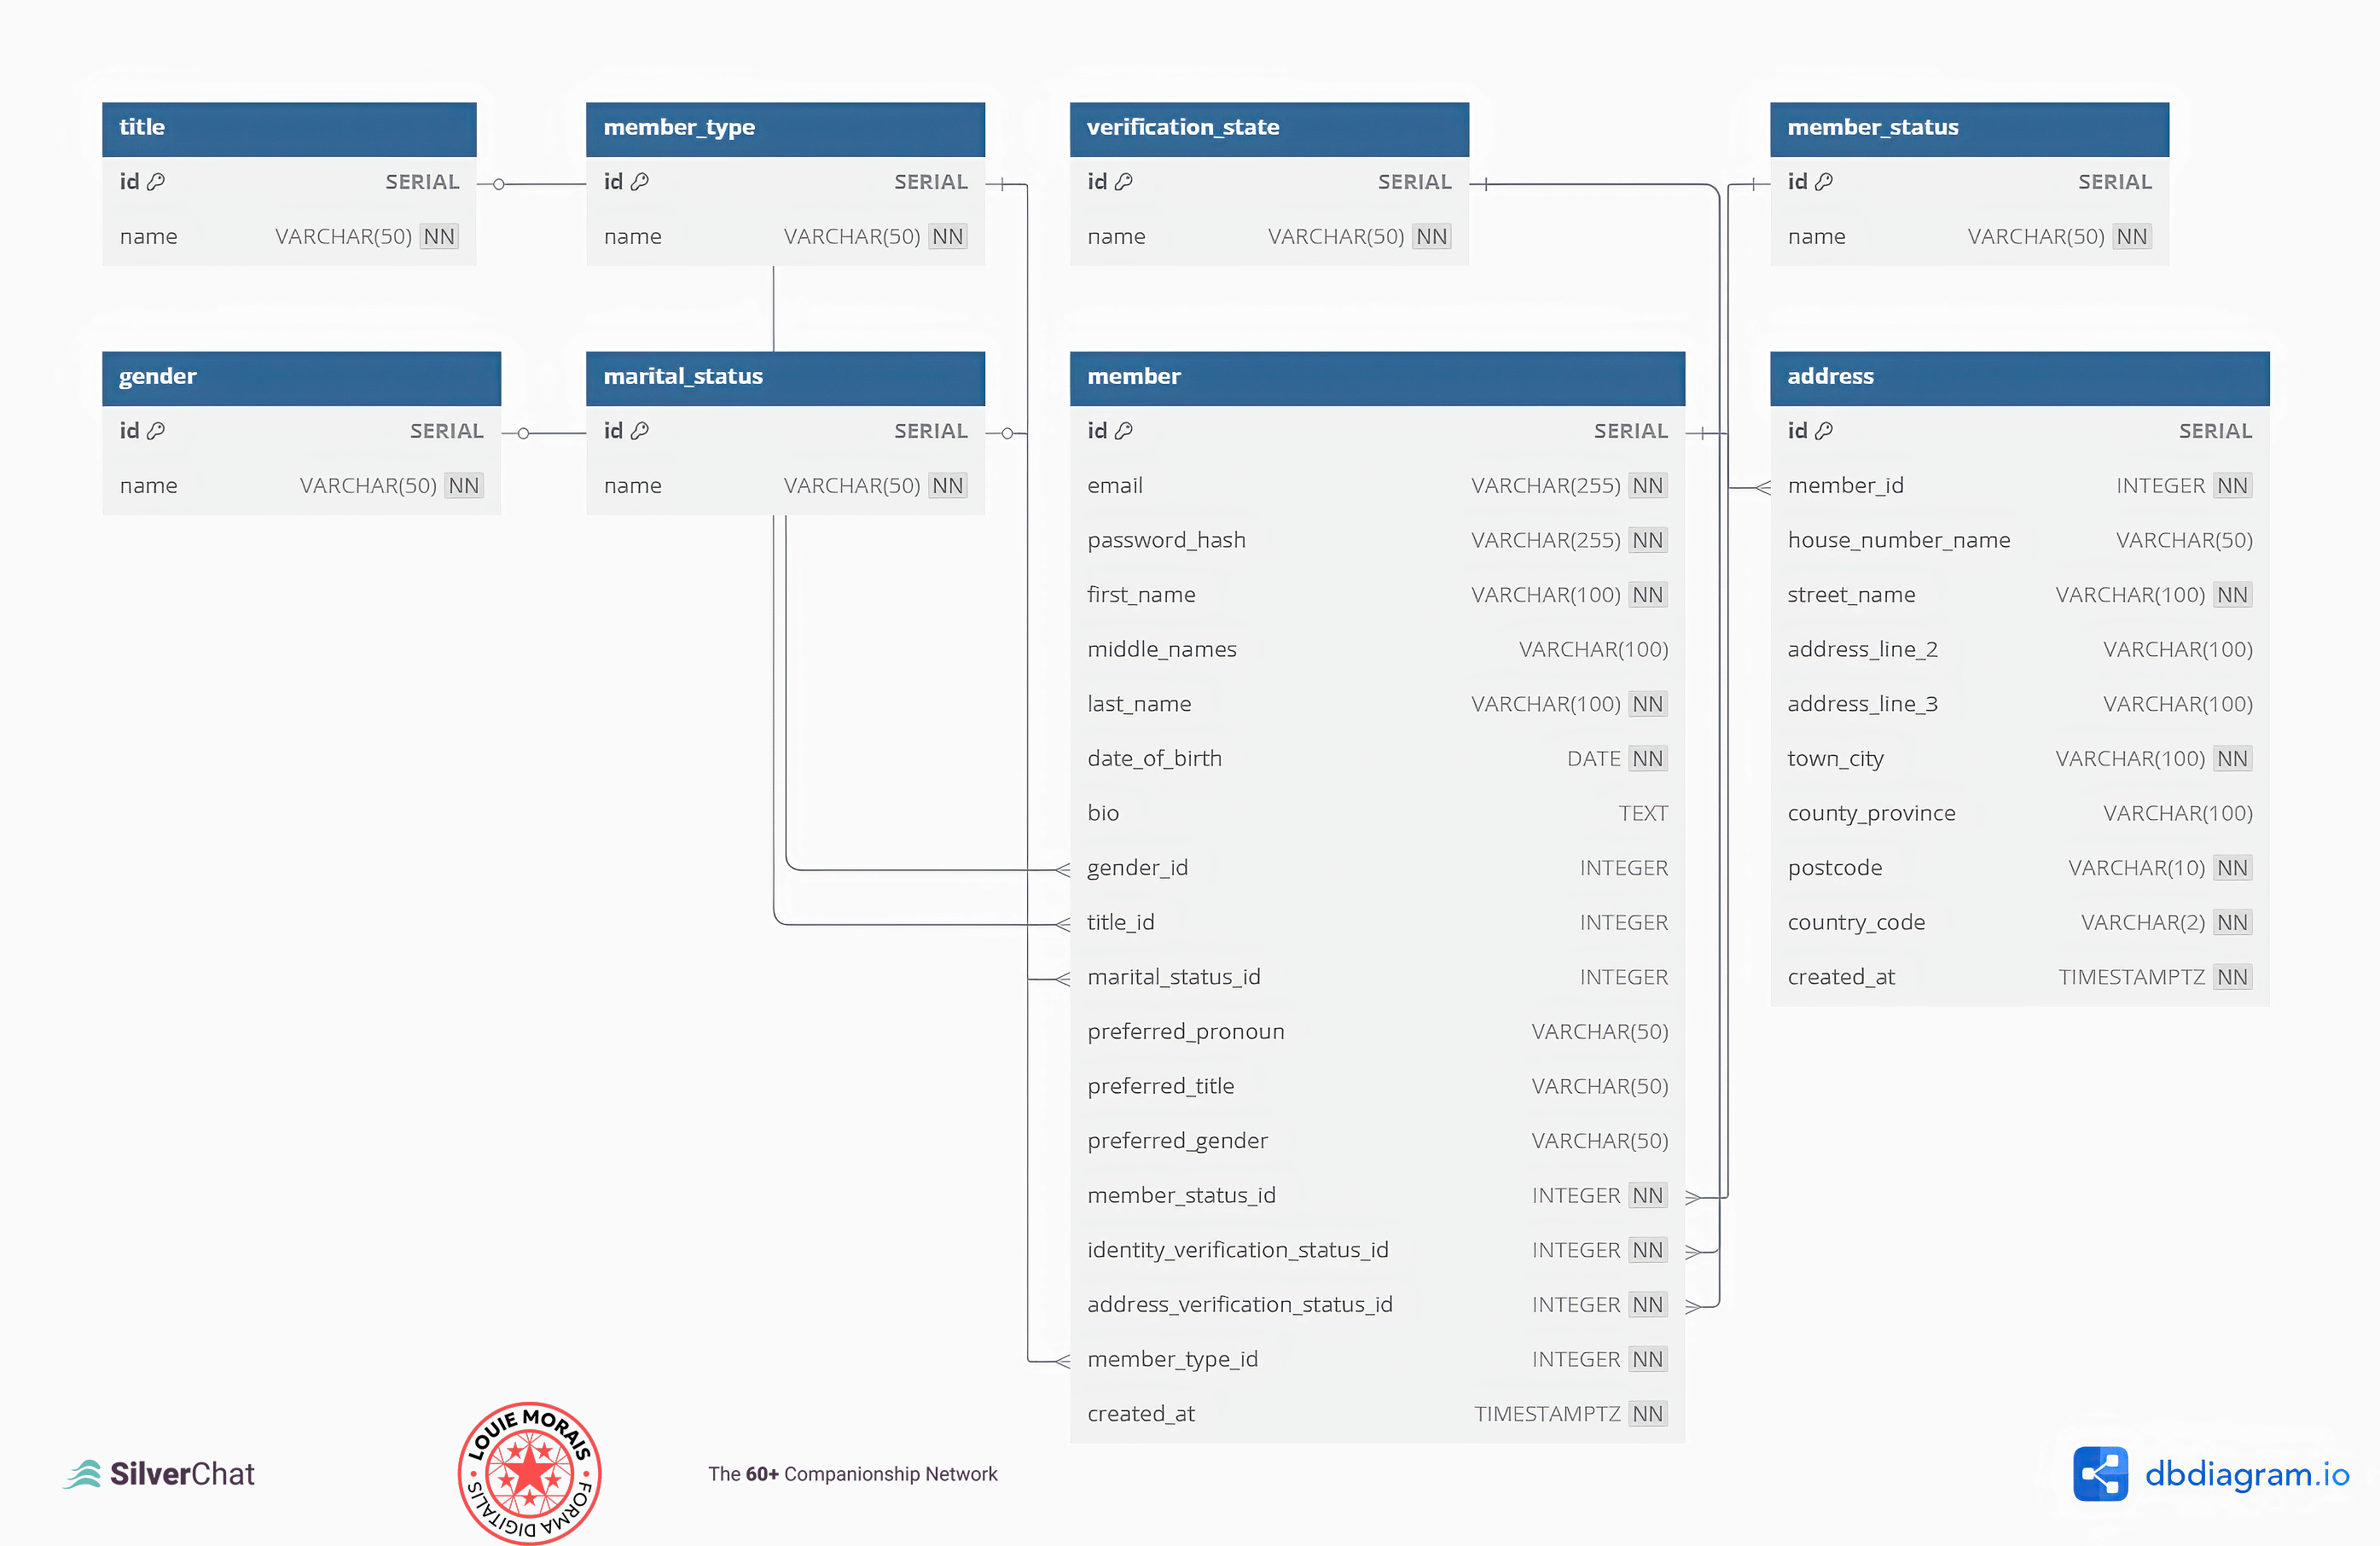 title
id SERIAL
name VARCHAR(50) NN
member_type
id SERIAL
name VARCHAR(50) NN
verification_state
id SERIAL
name VARCHAR(50) NN
member_status
id SERIAL
name VARCHAR(50) NN
gender
id SERIAL
name VARCHAR(50) NN
marital_status
id SERIAL
name VARCHAR(50) NN
member
id SERIAL
email VARCHAR(255) NN
password_hash VARCHAR(255) NN
first_name VARCHAR(100) NN
middle_names VARCHAR(100)
last_name VARCHAR(100) NN
date_of_birth DATE NN
bio TEXT
gender_id INTEGER
title_id INTEGER
marital_status_id INTEGER
preferred_pronoun VARCHAR(50)
preferred_title VARCHAR(50)
preferred_gender VARCHAR(50)
member_status_id INTEGER NN
identity_verification_status_id INTEGER NN
address_verification_status_id INTEGER NN
member_type_id INTEGER NN
created_at TIMESTAMPTZ NN
address
id SERIAL
member_id INTEGER NN
house_number_name VARCHAR(50)
street_name VARCHAR(100) NN
address_line_2 VARCHAR(100)
address_line_3 VARCHAR(100)
town_city VARCHAR(100) NN
county_province VARCHAR(100)
postcode VARCHAR(10) NN
country_code VARCHAR(2) NN
created_at TIMESTAMPTZ NN
SilverChat
LOUIE MORAIS
FORMA DIGITALIS
The 60+ Companionship Network
dbdiagram.io